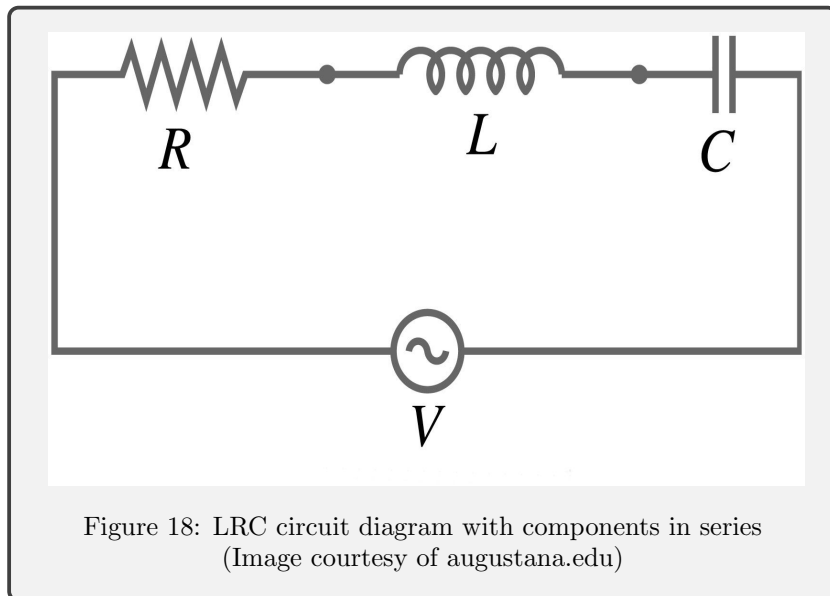 R
L
C
V
Figure 18: LRC circuit diagram with components in series
(Image courtesy of augustana.edu)